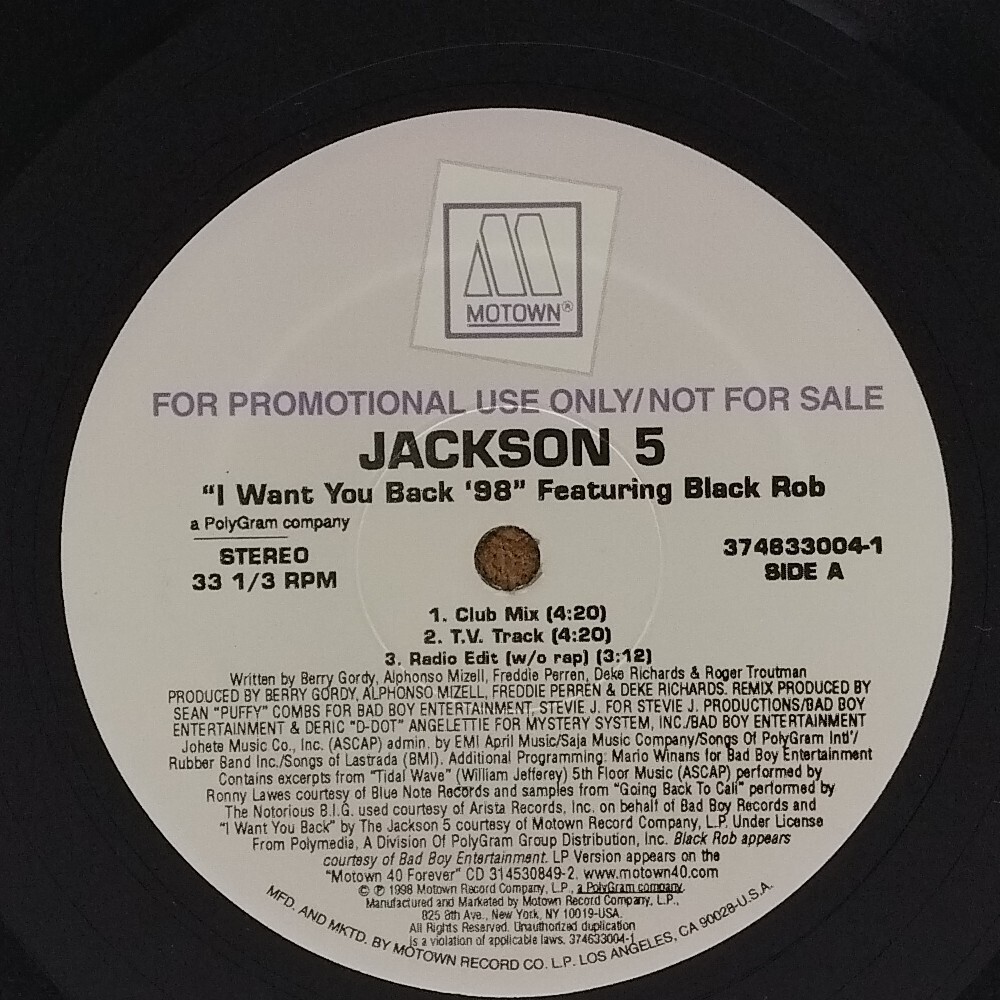 MOTOWN®
FOR PROMOTIONAL USE ONLY/NOT FOR SALE
JACKSON 5
"I Want You Back '98" Featuring Black Rob
a PolyGram company
STEREO
33 1/3 RPM
374633004-1
SIDE A
1. Club Mix (4:20)
2. T.V. Track (4:20)
3. Radio Edit (w/o rap) (3:12)
Written by Berry Gordy, Alphonso Mizell, Freddie Perren, Deke Richards & Roger Troutman
PRODUCED BY BERRY GORDY, ALPHONSO MIZELL, FREDDIE PERREN & DEKE RICHARDS. REMIX PRODUCED BY
SEAN "PUFFY" COMBS FOR BAD BOY ENTERTAINMENT, STEVIE J. FOR STEVIE J. PRODUCTIONS/BAD BOY
ENTERTAINMENT & DERIC "D-DOT" ANGELETTIE FOR MYSTERY SYSTEM, INC./BAD BOY ENTERTAINMENT
Johete Music Co., Inc. (ASCAP) admin. by EMI April Music/Saja Music Company/Songs Of PolyGram Intl'/
Rubber Band Inc./Songs of Lastrada (BMI). Additional Programming: Mario Winans for Bad Boy Entertainment
Contains excerpts from "Tidal Wave" (William Jefferey) 5th Floor Music (ASCAP) performed by
Ronny Lawes courtesy of Blue Note Records and samples from "Going Back To Cali" performed by
The Notorious B.I.G. used courtesy of Arista Records, Inc. on behalf of Bad Boy Records and
"I Want You Back" by The Jackson 5 courtesy of Motown Record Company, L.P. Under License
From Polymedia, A Division Of PolyGram Group Distribution, Inc. Black Rob appears
courtesy of Bad Boy Entertainment. LP Version appears on the
"Motown 40 Forever" CD 314530849-2. www.motown40.com
© ℗ 1998 Motown Record Company, L.P., a PolyGram company.
Manufactured and Marketed by Motown Record Company, L.P.,
825 8th Ave., New York, NY 10019-USA.
All Rights Reserved. Unauthorized duplication
is a violation of applicable laws. 374633004-1
MFD. AND MKTD. BY MOTOWN RECORD CO. L.P. LOS ANGELES, CA 90028-U.S.A.